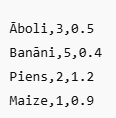 Āboli,3,0.5
Banāni,5,0.4
Piens,2,1.2
Maize,1,0.9